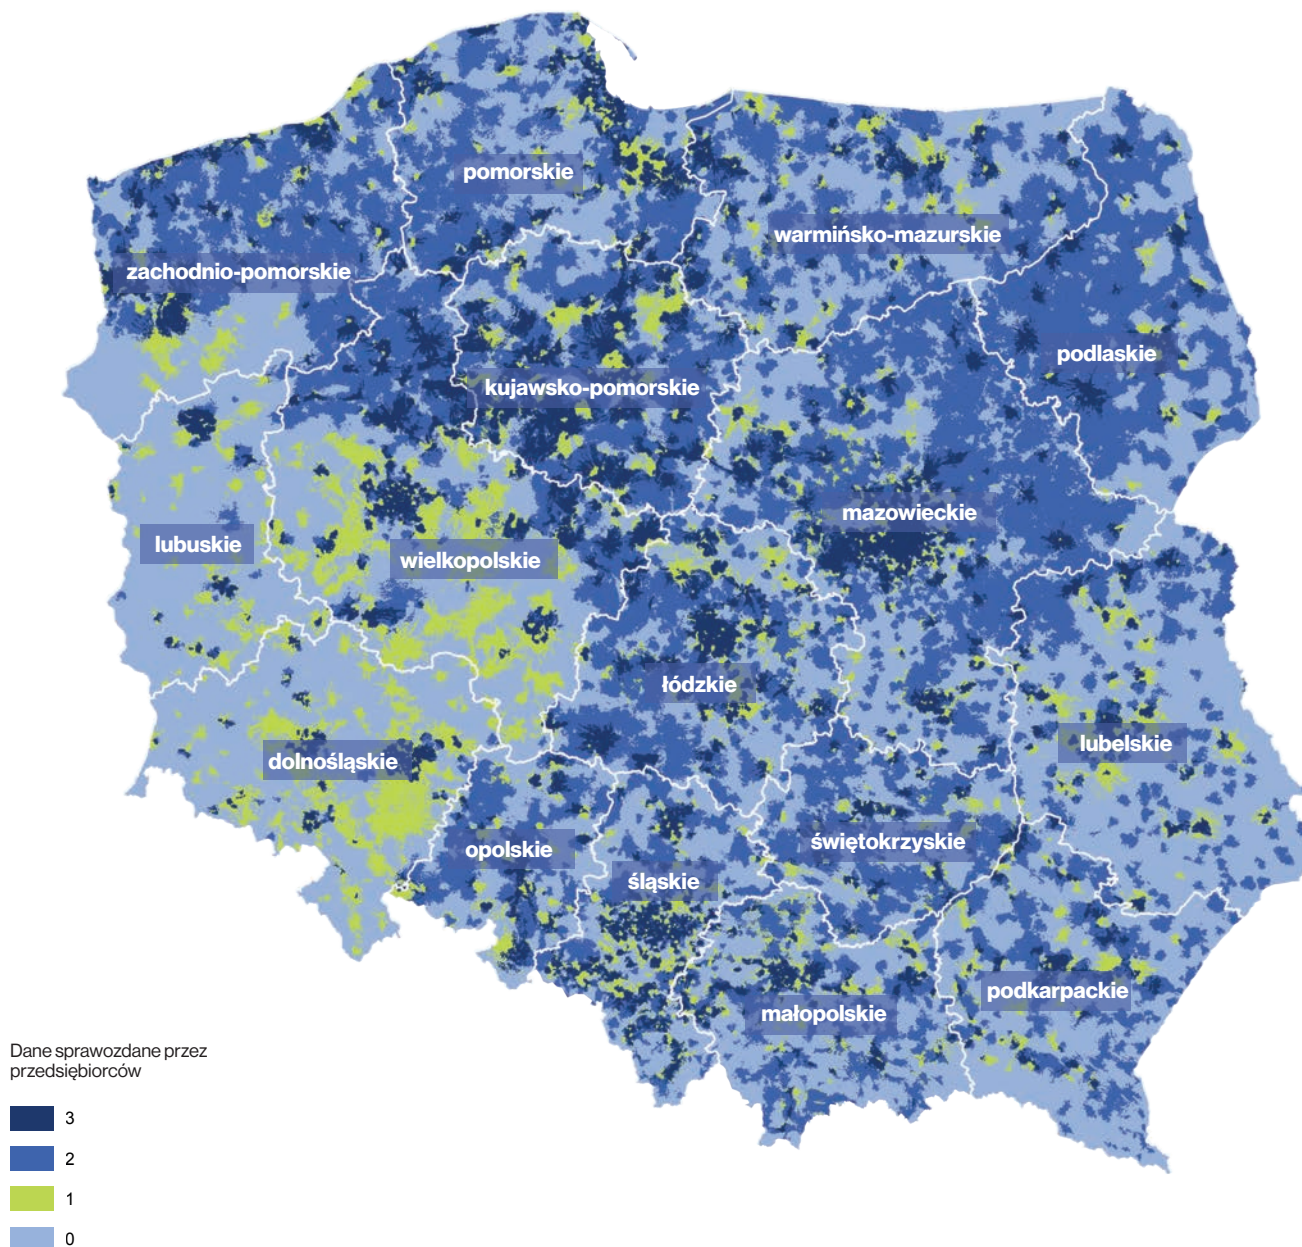 pomorskie
warmińsko-mazurskie
zachodnio-pomorskie
podlaskie
kujawsko-pomorskie
mazowieckie
lubuskie
wielkopolskie
łódzkie
lubelskie
dolnośląskie
świętokrzyskie
opolskie
śląskie
podkarpackie
małopolskie
Dane sprawozdane przez
przedsiębiorców
3
2
1
0